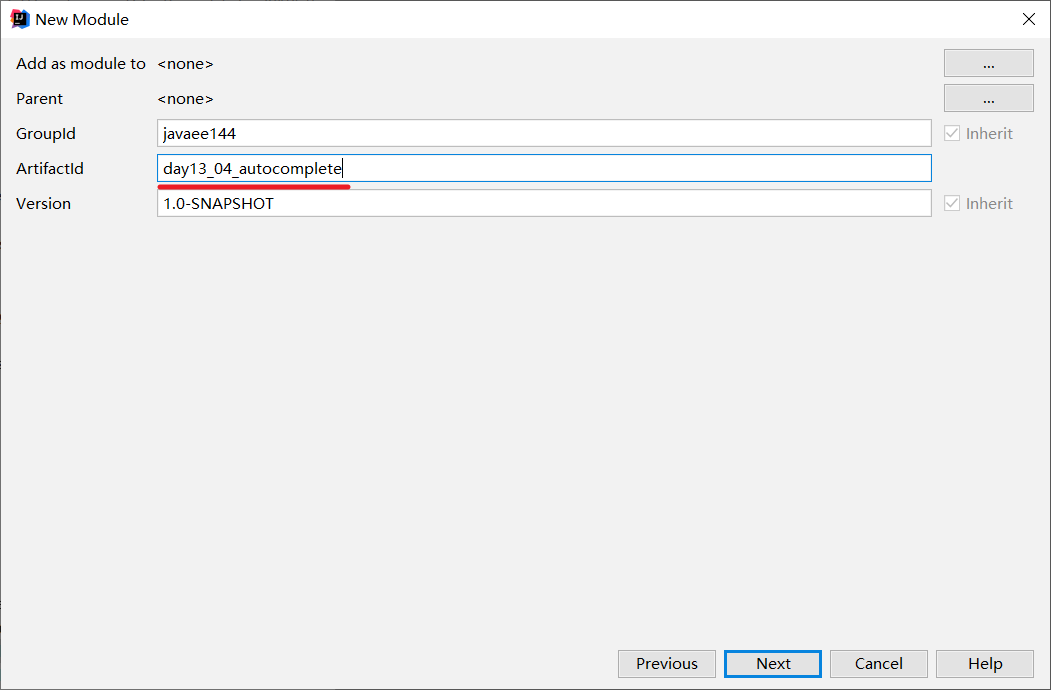 New Module
Add as module to <none> ...
Parent <none> ...
GroupId javaee144 Inherit
ArtifactId day13_04_autocomplete
Version 1.0-SNAPSHOT Inherit
Previous Next Cancel Help